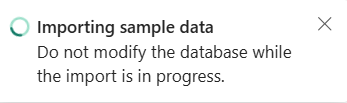 Importing sample data
Do not modify the database while
the import is in progress.